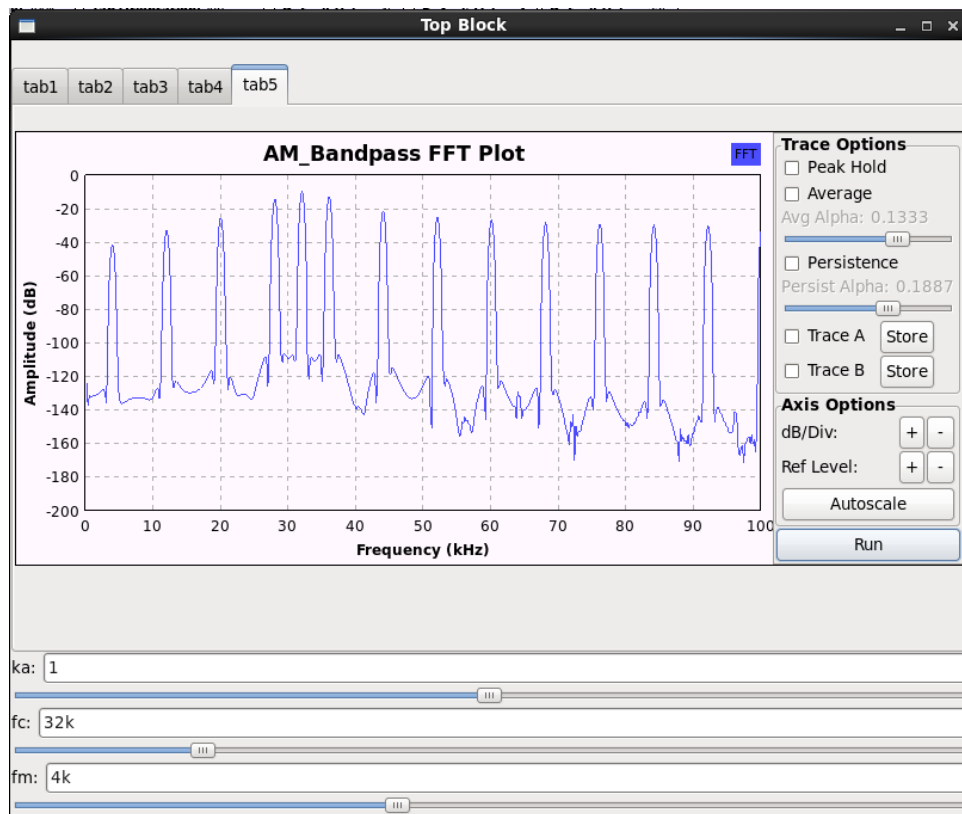 Top Block
tab1 tab2 tab3 tab4 tab5
AM_Bandpass FFT Plot
FFT
Amplitude (dB)
0
-20
-40
-60
-80
-100
-120
-140
-160
-180
-200
0 10 20 30 40 50 60 70 80 90 100
Frequency (kHz)
Trace Options
Peak Hold
Average
Avg Alpha: 0.1333
Persistence
Persist Alpha: 0.1887
Trace A Store
Trace B Store
Axis Options
dB/Div: + -
Ref Level: + -
Autoscale
Run
ka: 1
fc: 32k
fm: 4k